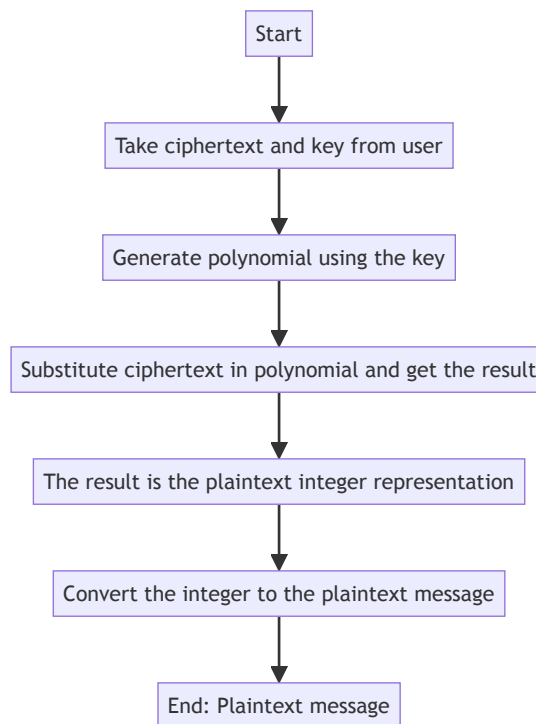 Start
Take ciphertext and key from user
Generate polynomial using the key
Substitute ciphertext in polynomial and get the result
The result is the plaintext integer representation
Convert the integer to the plaintext message
End: Plaintext message